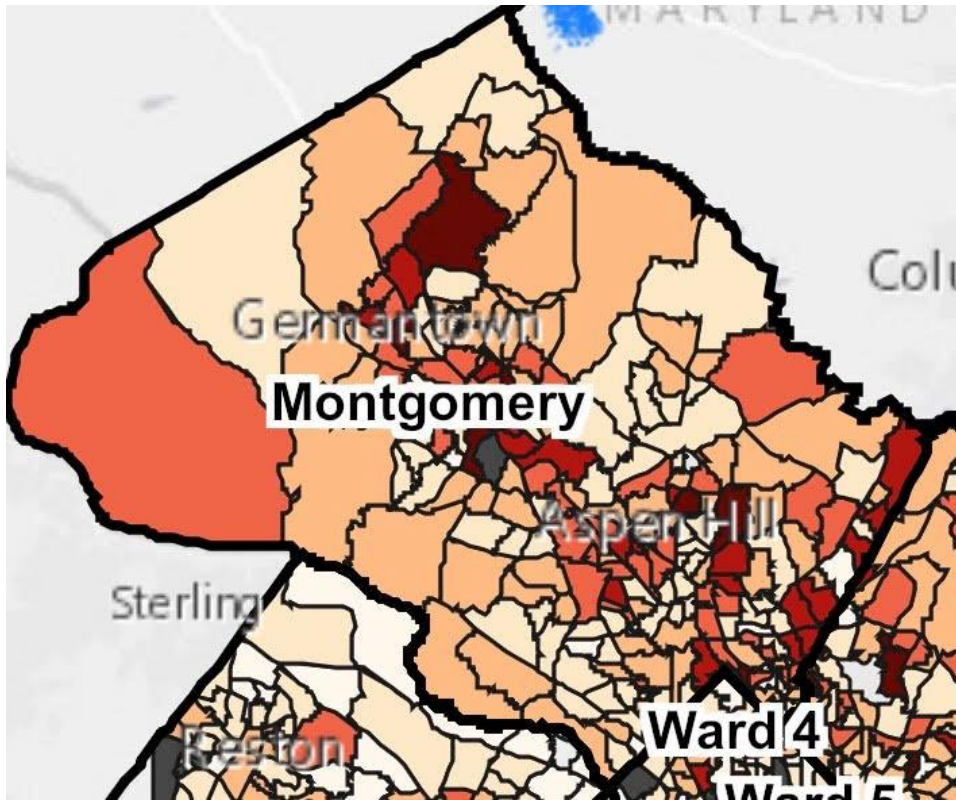 MARYLAND
Colu
Germantown
Montgomery
Aspen Hill
Sterling
Ward 4
Reston
Ward 5